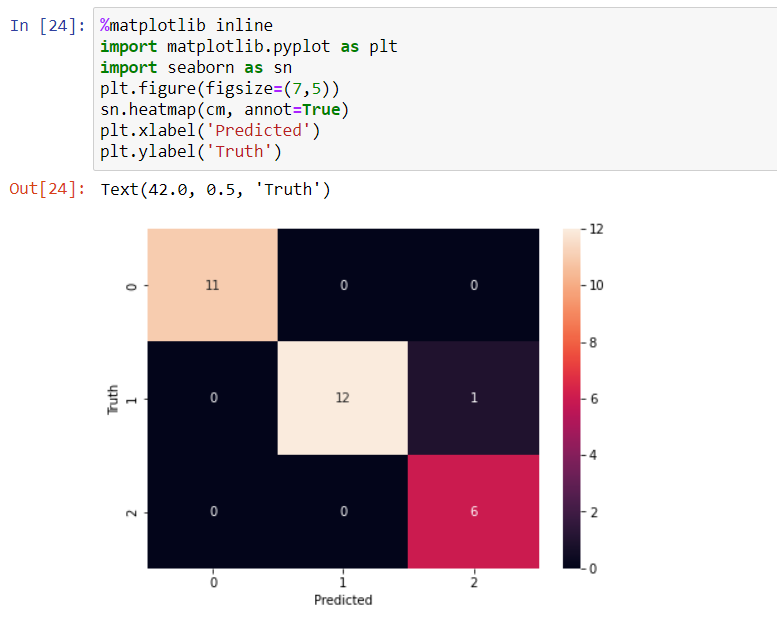 In [24]: %matplotlib inline
import matplotlib.pyplot as plt
import seaborn as sn
plt.figure(figsize=(7,5))
sn.heatmap(cm, annot=True)
plt.xlabel('Predicted')
plt.ylabel('Truth')
Out[24]: Text(42.0, 0.5, 'Truth')
12
10
8
6
4
2
0
Truth
0
1
2
11 0 0
0 12 1
0 0 6
0 1 2
Predicted